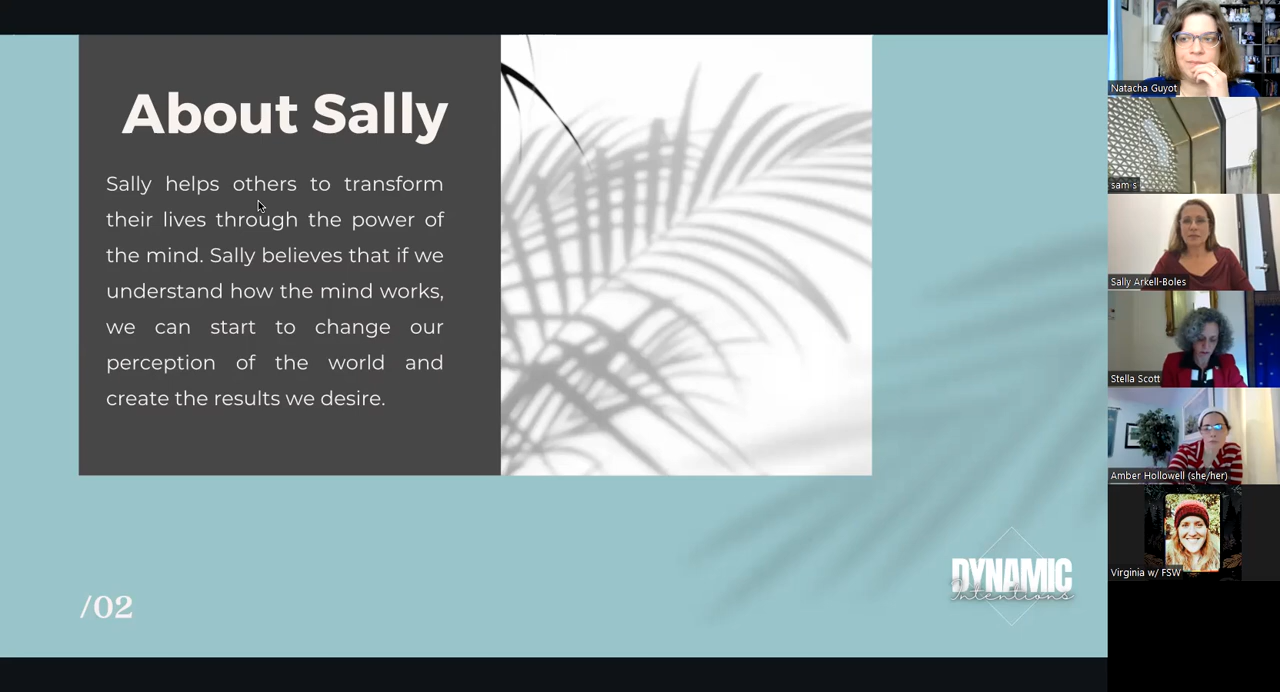 About Sally
Sally helps others to transform
their lives through the power of
the mind. Sally believes that if we
understand how the mind works,
we can start to change our
perception of the world and
create the results we desire.
/02
DYNAMIC
Intentions
Natacha Guyot
sam s
Sally Arkell-Boles
Stella Scott
Amber Hollowell (she/her)
Virginia w/ FSW